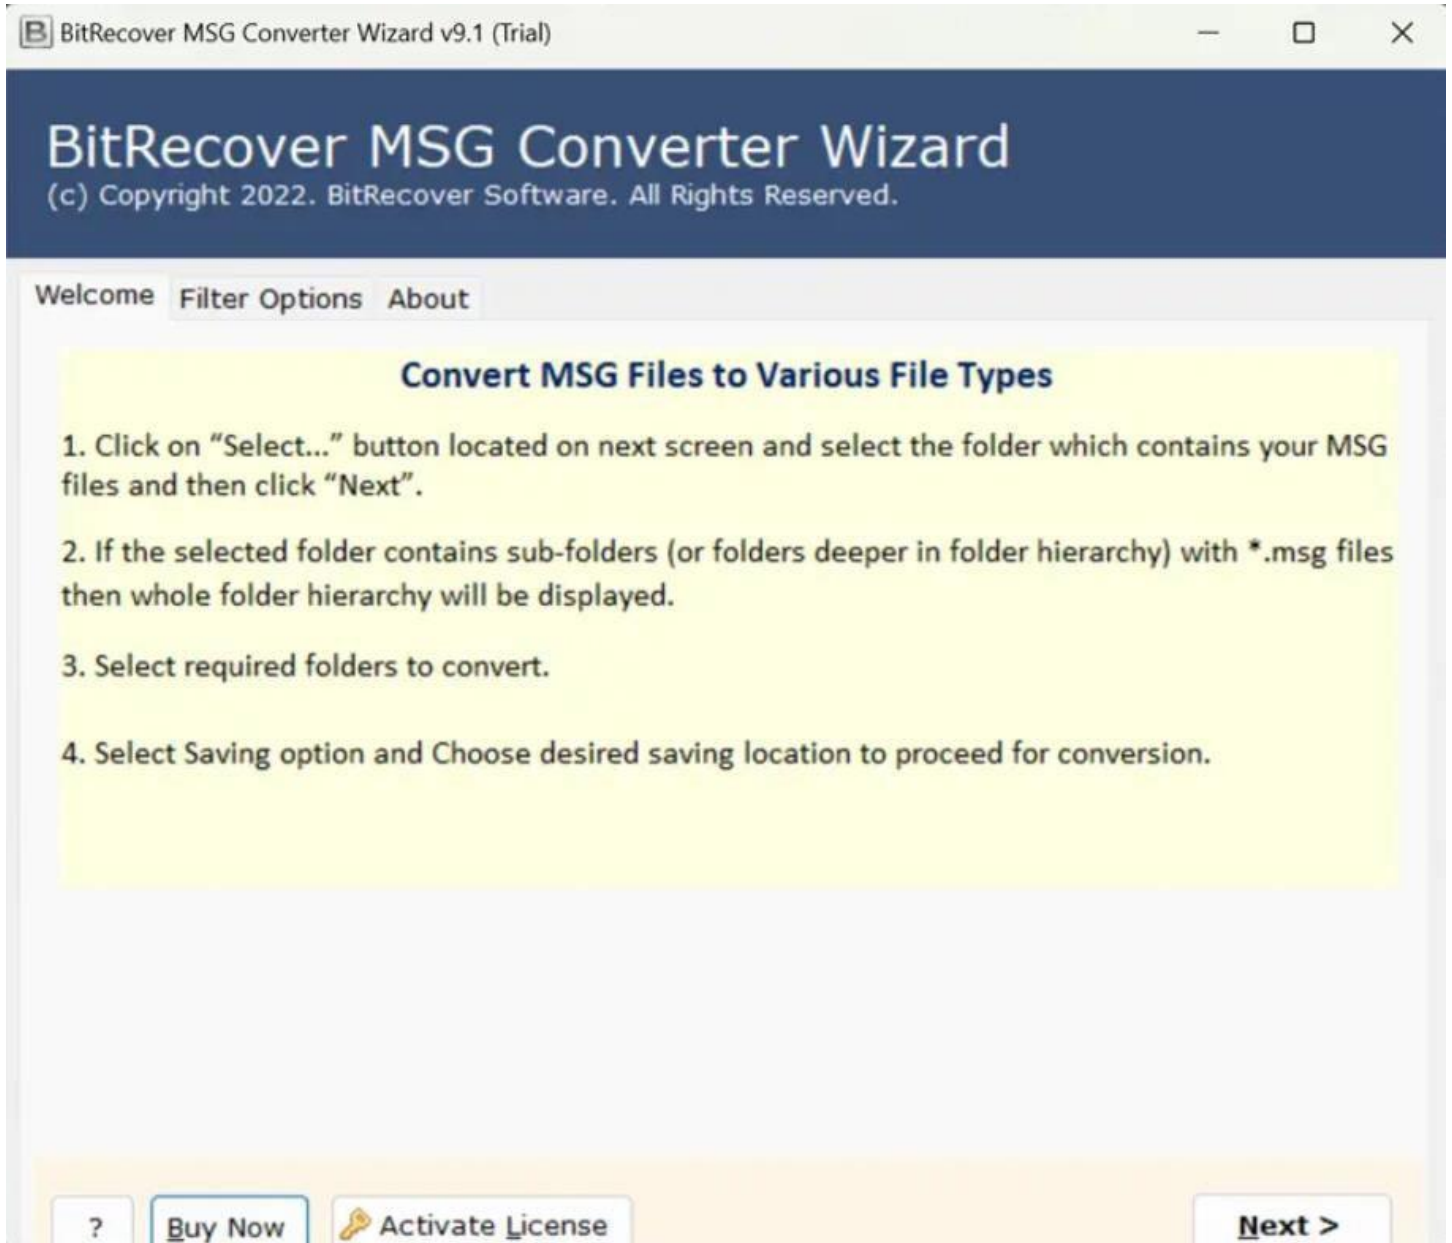 BitRecover MSG Converter Wizard v9.1 (Trial)
BitRecover MSG Converter Wizard
(c) Copyright 2022. BitRecover Software. All Rights Reserved.
Welcome Filter Options About
Convert MSG Files to Various File Types
1. Click on “Select...” button located on next screen and select the folder which contains your MSG
files and then click “Next”.
2. If the selected folder contains sub-folders (or folders deeper in folder hierarchy) with *.msg files
then whole folder hierarchy will be displayed.
3. Select required folders to convert.
4. Select Saving option and Choose desired saving location to proceed for conversion.
? Buy Now Activate License Next >